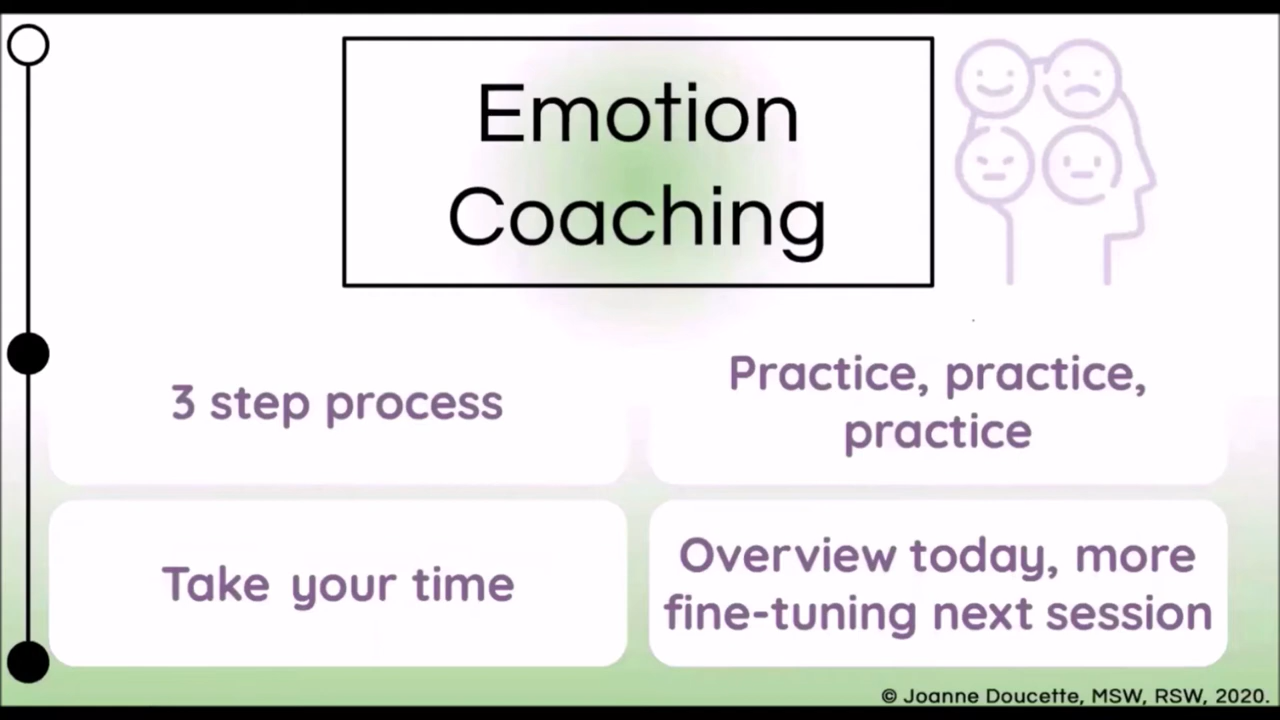 Emotion
Coaching
3 step process
Practice, practice,
practice
Take your time
Overview today, more
fine-tuning next session
© Joanne Doucette, MSW, RSW, 2020.